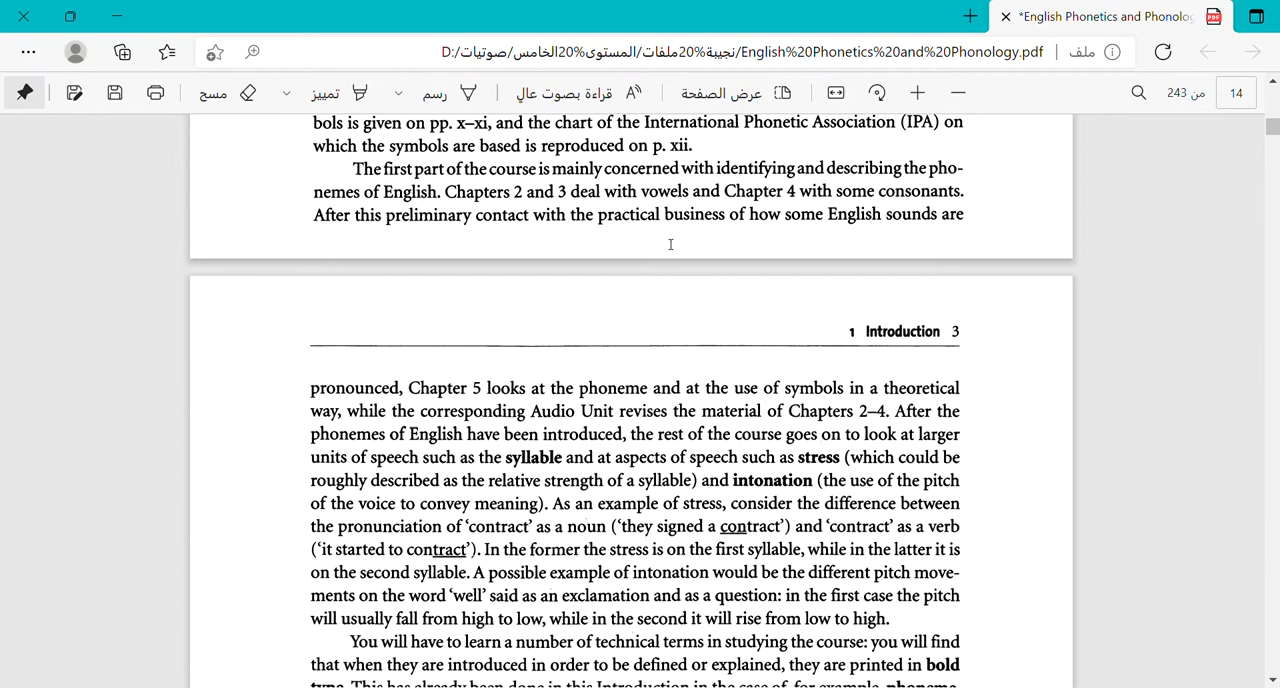 *English Phonetics and Phonolo
D:/نجيبة%20ملفات/المستوى%20الخامس/صوتيات/English%20Phonetics%20and%20Phonology.pdf
ملف
مسح
تمييز
رسم
قراءة بصوت عالٍ
عرض الصفحة
من 243
14
bols is given on pp. x–xi, and the chart of the International Phonetic Association (IPA) on
which the symbols are based is reproduced on p. xii.
The first part of the course is mainly concerned with identifying and describing the pho-
nemes of English. Chapters 2 and 3 deal with vowels and Chapter 4 with some consonants.
After this preliminary contact with the practical business of how some English sounds are
1 Introduction 3
pronounced, Chapter 5 looks at the phoneme and at the use of symbols in a theoretical
way, while the corresponding Audio Unit revises the material of Chapters 2–4. After the
phonemes of English have been introduced, the rest of the course goes on to look at larger
units of speech such as the syllable and at aspects of speech such as stress (which could be
roughly described as the relative strength of a syllable) and intonation (the use of the pitch
of the voice to convey meaning). As an example of stress, consider the difference between
the pronunciation of ‘contract’ as a noun (‘they signed a contract’) and ‘contract’ as a verb
(‘it started to contract’). In the former the stress is on the first syllable, while in the latter it is
on the second syllable. A possible example of intonation would be the different pitch move-
ments on the word ‘well’ said as an exclamation and as a question: in the first case the pitch
will usually fall from high to low, while in the second it will rise from low to high.
You will have to learn a number of technical terms in studying the course: you will find
that when they are introduced in order to be defined or explained, they are printed in bold
type. This has already been done in this Introduction in the case of, for example, phoneme,